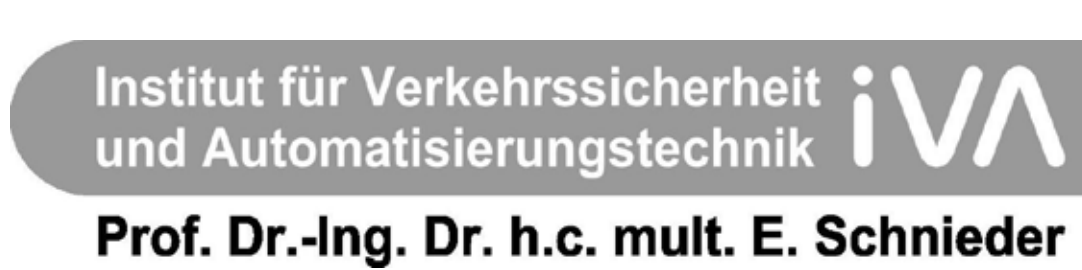 Institut für Verkehrssicherheit
und Automatisierungstechnik
iVA
Prof. Dr.-Ing. Dr. h.c. mult. E. Schnieder